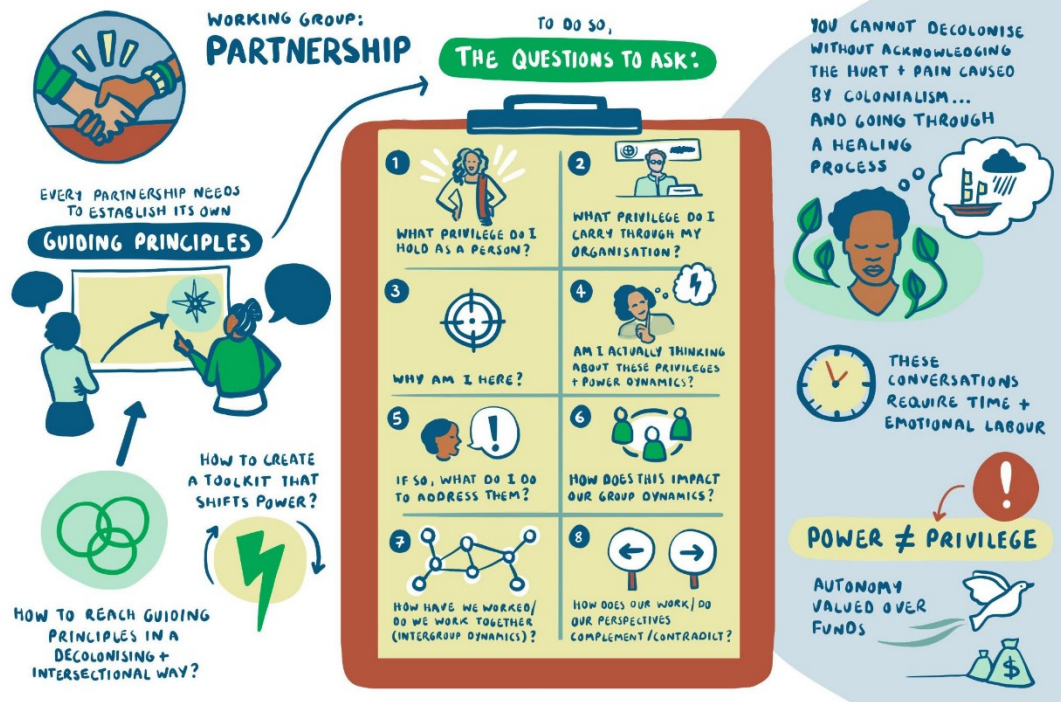 WORKING GROUP:
PARTNERSHIP
EVERY PARTNERSHIP NEEDS
TO ESTABLISH ITS OWN
GUIDING PRINCIPLES
HOW TO REACH GUIDING
PRINCIPLES IN A
DECOLONISING +
INTERSECTIONAL WAY?
HOW TO CREATE
A TOOLKIT THAT
SHIFTS POWER?
TO DO SO,
THE QUESTIONS TO ASK:
1
WHAT PRIVILEGE DO I
HOLD AS A PERSON?
2
WHAT PRIVILEGE DO I
CARRY THROUGH MY
ORGANISATION?
3
WHY AM I HERE?
4
AM I ACTUALLY THINKING
ABOUT THESE PRIVILEGES
+ POWER DYNAMICS?
5
!
IF SO, WHAT DO I DO
TO ADDRESS THEM?
6
HOW DOES THIS IMPACT
OUR GROUP DYNAMICS?
7
HOW HAVE WE WORKED/
DO WE WORK TOGETHER
(INTERGROUP DYNAMICS)?
8
HOW DOES OUR WORK/DO
OUR PERSPECTIVES
COMPLEMENT/CONTRADICT?
YOU CANNOT DECOLONISE
WITHOUT ACKNOWLEDGING
THE HURT + PAIN CAUSED
BY COLONIALISM...
AND GOING THROUGH
A HEALING
PROCESS
THESE
CONVERSATIONS
REQUIRE TIME +
EMOTIONAL LABOUR
!
POWER ≠ PRIVILEGE
AUTONOMY
VALUED OVER
FUNDS
$